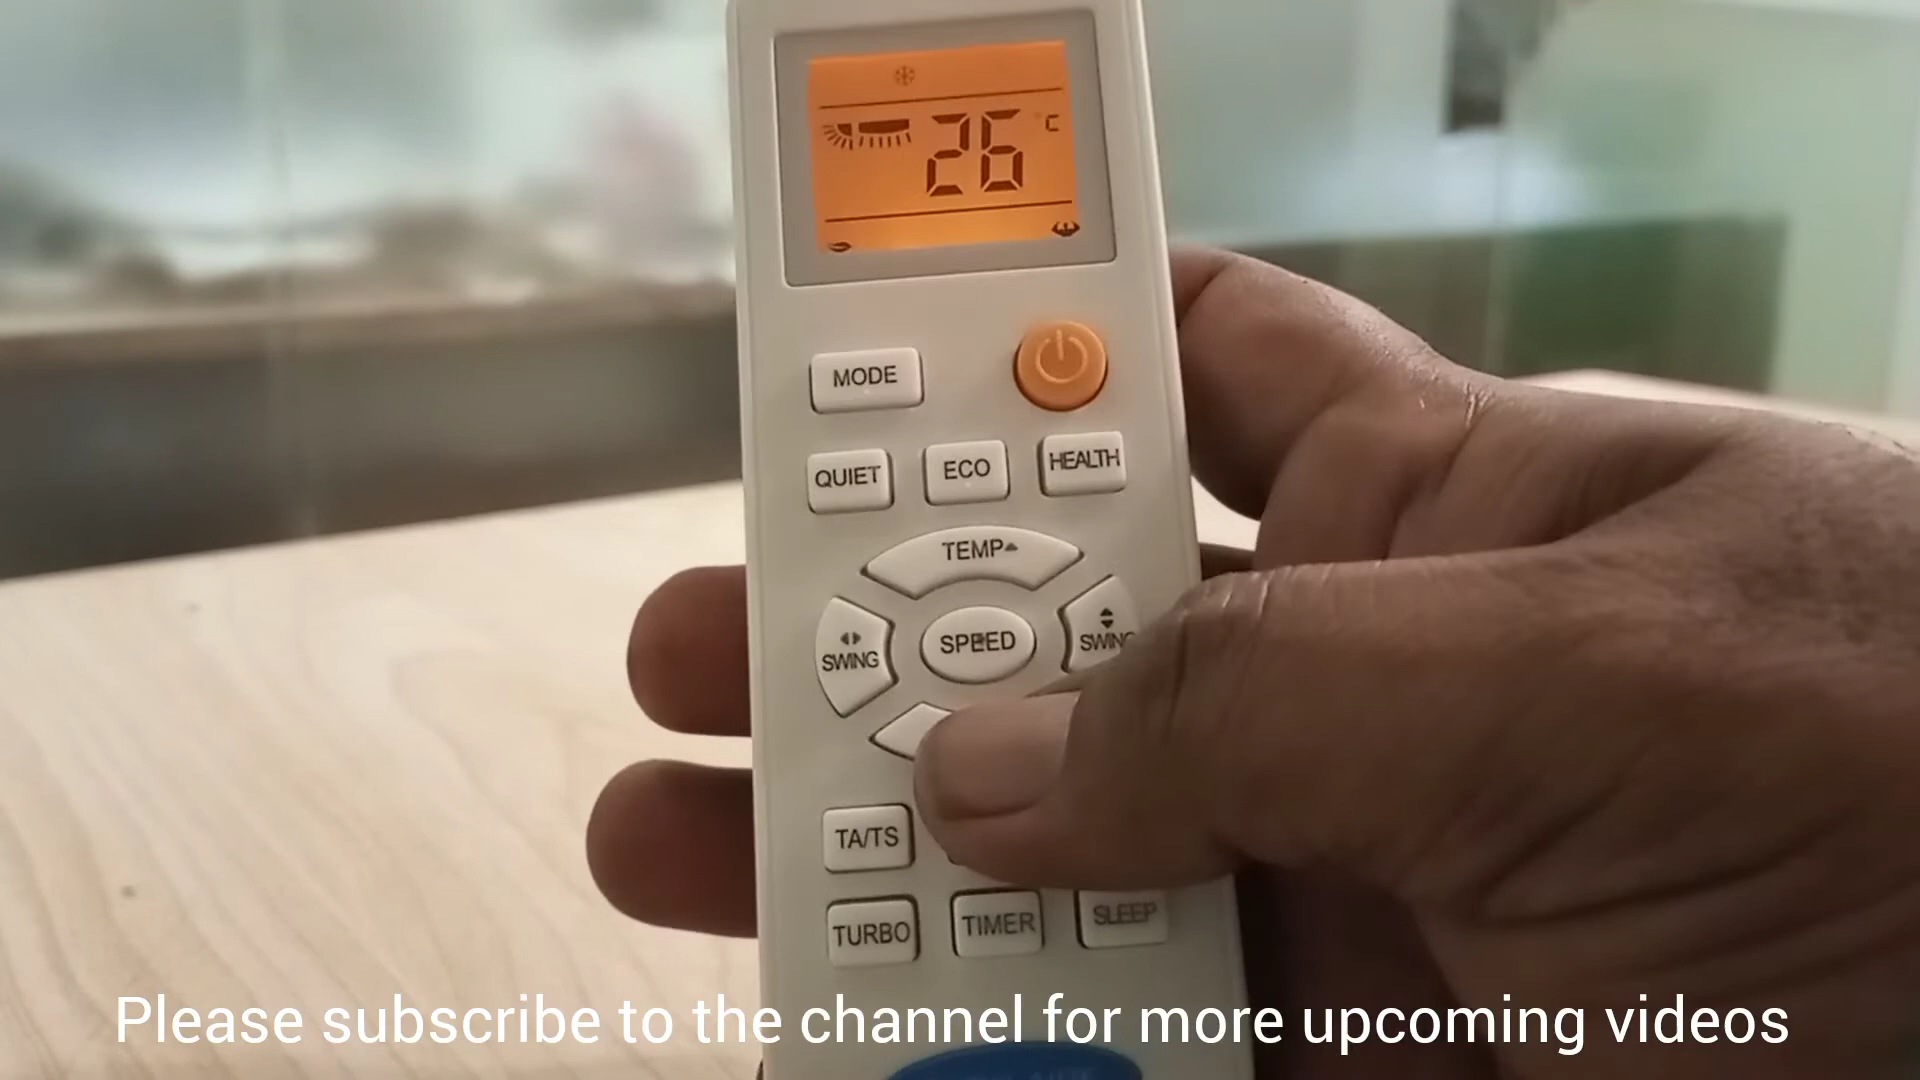 26 °C
MODE
QUIET ECO HEALTH
TEMP
SWING SPEED SWING
TA/TS
TURBO TIMER SLEEP
Please subscribe to the channel for more upcoming videos